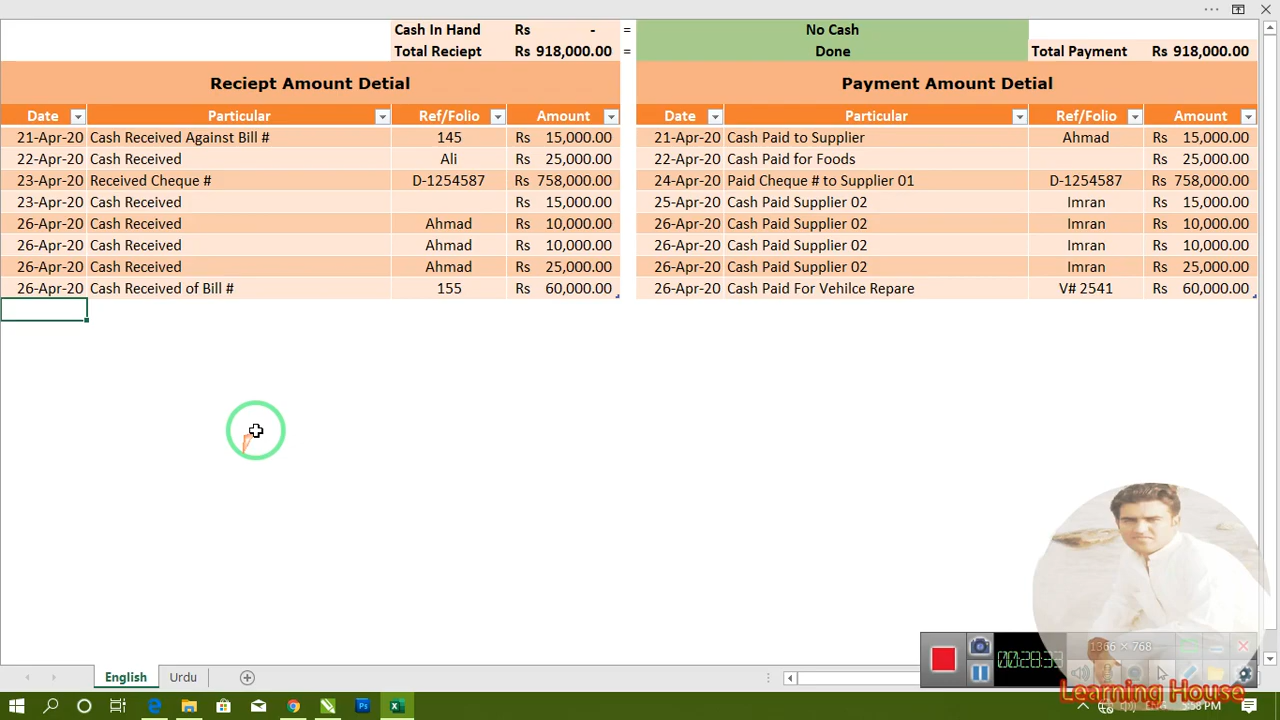 Cash In Hand Rs - = No Cash
Total Reciept Rs 918,000.00 = Done Total Payment Rs 918,000.00
Reciept Amount Detial Payment Amount Detial
Date Particular Ref/Folio Amount Date Particular Ref/Folio Amount
21-Apr-20 Cash Received Against Bill # 145 Rs 15,000.00 21-Apr-20 Cash Paid to Supplier Ahmad Rs 15,000.00
22-Apr-20 Cash Received Ali Rs 25,000.00 22-Apr-20 Cash Paid for Foods Rs 25,000.00
23-Apr-20 Received Cheque # D-1254587 Rs 758,000.00 24-Apr-20 Paid Cheque # to Supplier 01 D-1254587 Rs 758,000.00
23-Apr-20 Cash Received Rs 15,000.00 25-Apr-20 Cash Paid Supplier 02 Imran Rs 15,000.00
26-Apr-20 Cash Received Ahmad Rs 10,000.00 26-Apr-20 Cash Paid Supplier 02 Imran Rs 10,000.00
26-Apr-20 Cash Received Ahmad Rs 10,000.00 26-Apr-20 Cash Paid Supplier 02 Imran Rs 10,000.00
26-Apr-20 Cash Received Ahmad Rs 25,000.00 26-Apr-20 Cash Paid Supplier 02 Imran Rs 25,000.00
26-Apr-20 Cash Received of Bill # 155 Rs 60,000.00 26-Apr-20 Cash Paid For Vehilce Repare V# 2541 Rs 60,000.00
1366 × 768
00:28:33
English Urdu
Learning House